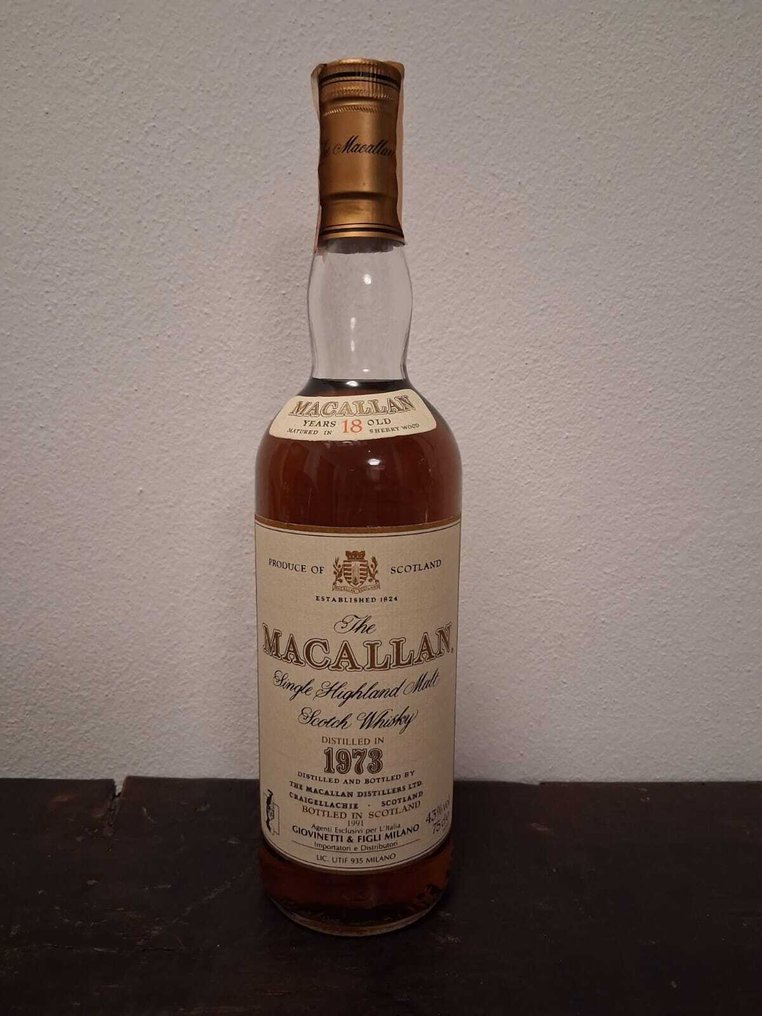 Macallan
MACALLAN
YEARS 18 OLD
MATURED IN SHERRY WOOD
PRODUCE OF SCOTLAND
ESTABLISHED 1824
The
MACALLAN
Single Highland Malt
Scotch Whisky
DISTILLED IN
1973
DISTILLED AND BOTTLED BY
THE MACALLAN DISTILLERS LTD.
CRAIGELLACHIE · SCOTLAND
BOTTLED IN SCOTLAND
1991
43% vol
Agenti Esclusivi per L'Italia
GIOVINETTI & FIGLI MILANO
Importatori e Distributori
LIC. UTIF 935 MILANO